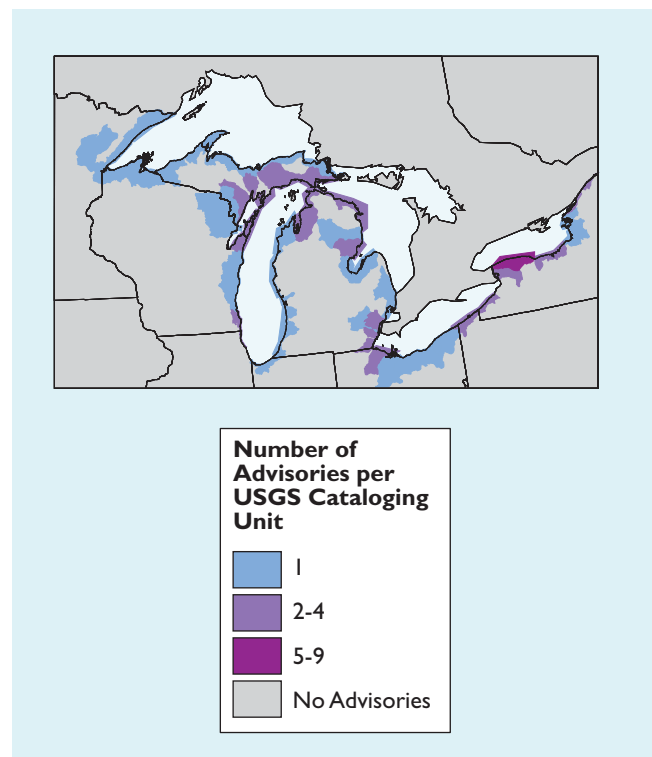 Number of
Advisories per
USGS Cataloging
Unit
1
2-4
5-9
No Advisories